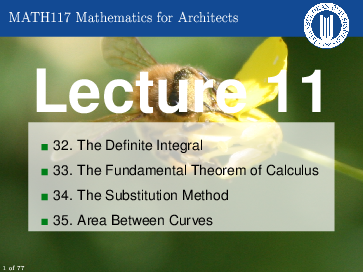 MATH117 Mathematics for Architects
Lecture 11
32. The Definite Integral
33. The Fundamental Theorem of Calculus
34. The Substitution Method
35. Area Between Curves
1 of 77